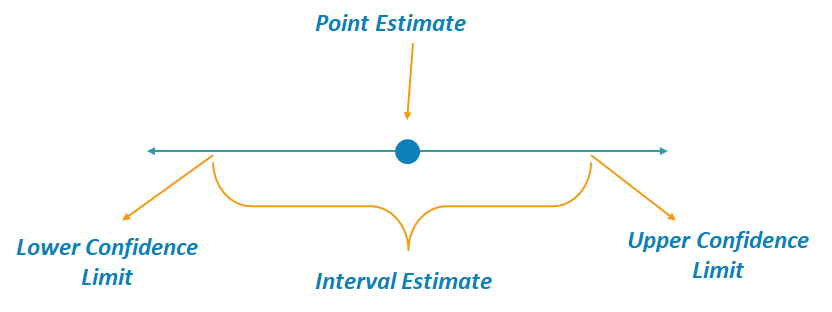 Point Estimate
Lower Confidence
Limit
Interval Estimate
Upper Confidence
Limit